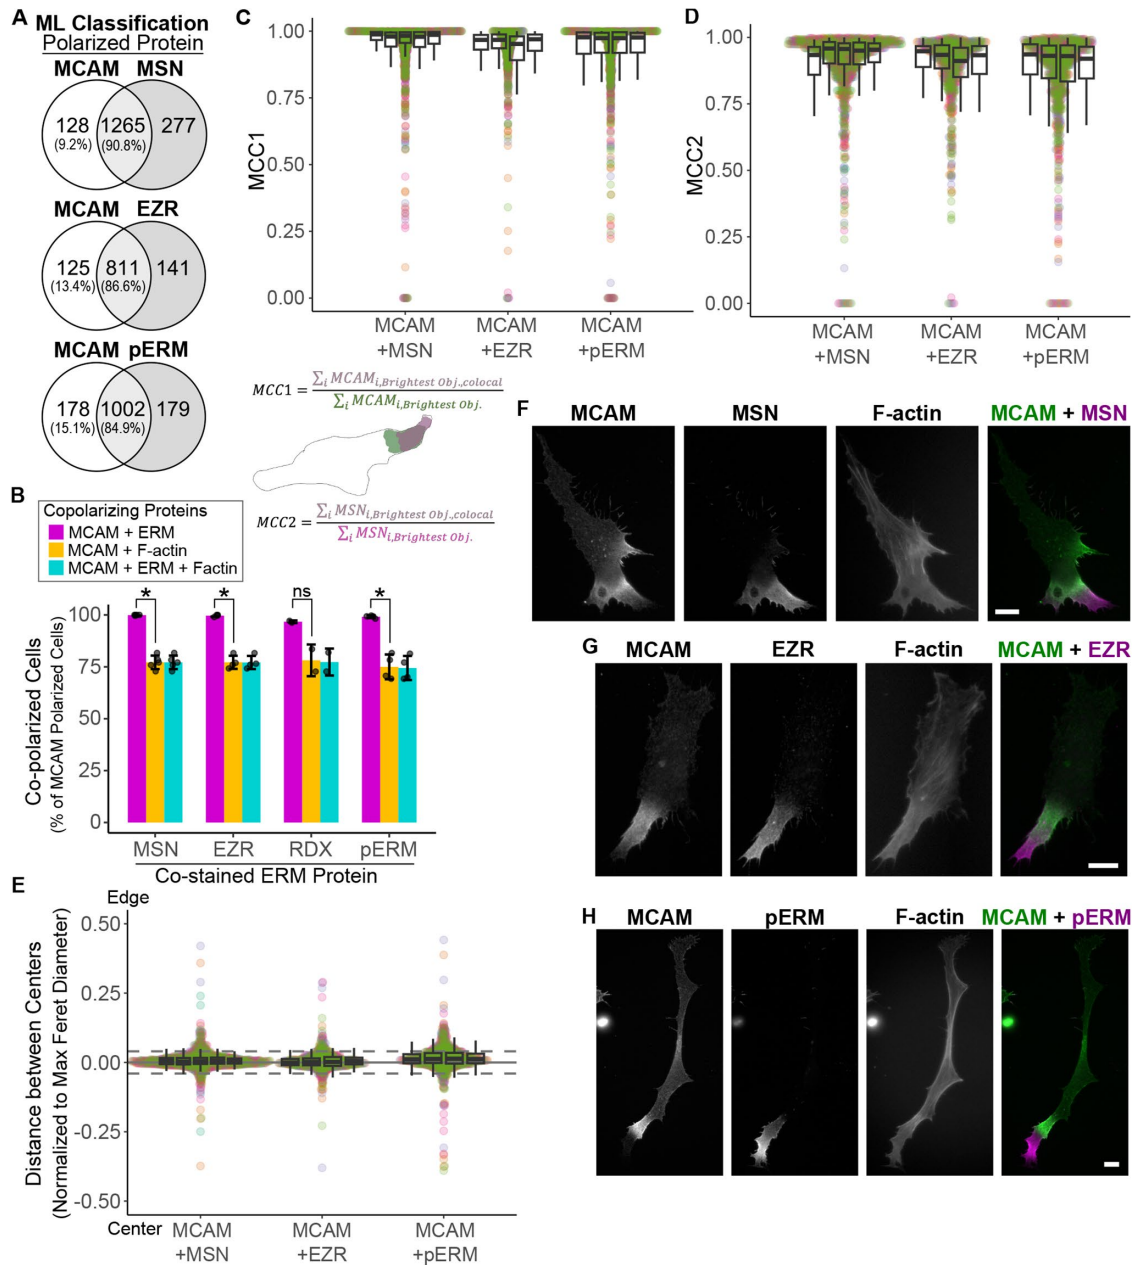 A
ML Classification
Polarized Protein
MCAM MSN
128 1265 277
(9.2%) (90.8%)
MCAM EZR
125 811 141
(13.4%) (86.6%)
MCAM pERM
178 1002 179
(15.1%) (84.9%)
B
Copolarizing Proteins
MCAM + ERM
MCAM + F-actin
MCAM + ERM + Factin
Co-polarized Cells
(% of MCAM Polarized Cells)
100
75
50
25
0
* * ns *
MSN EZR RDX pERM
Co-stained ERM Protein
C
MCC1
1.00
0.75
0.50
0.25
0.00
MCAM MCAM MCAM
+MSN +EZR +pERM
MCC1 = ∑i MCAMi,Brightest Obj.,colocal
∑i MCAMi,Brightest Obj.
MCC2 = ∑i MSNi,Brightest Obj.,colocal
∑i MSNi,Brightest Obj.
D
MCC2
1.00
0.75
0.50
0.25
0.00
MCAM MCAM MCAM
+MSN +EZR +pERM
E
Edge
Distance between Centers
(Normalized to Max Feret Diameter)
0.50
0.25
0.00
-0.25
-0.50
Center
MCAM MCAM MCAM
+MSN +EZR +pERM
F
MCAM MSN F-actin MCAM + MSN
G
MCAM EZR F-actin MCAM + EZR
H
MCAM pERM F-actin MCAM + pERM